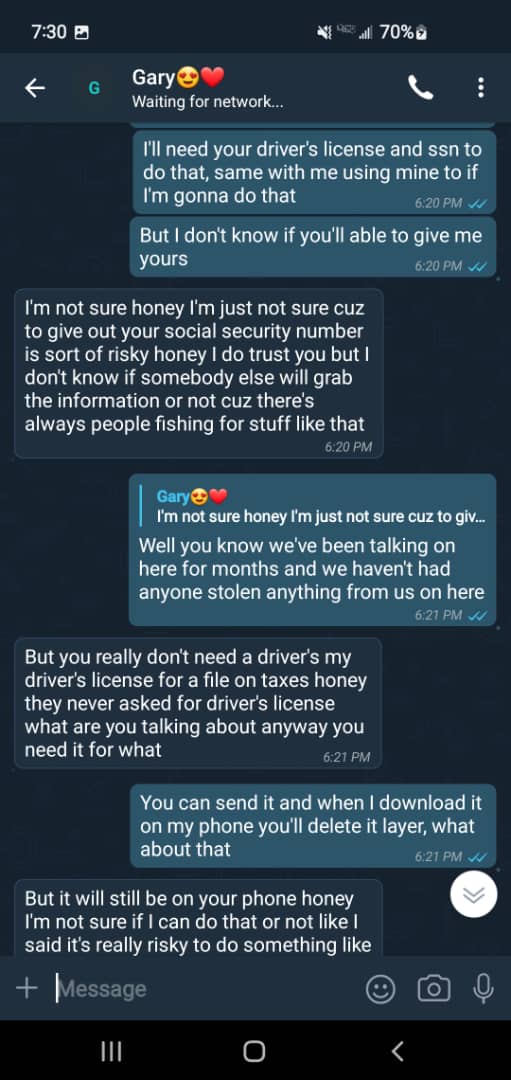 7:30
70%
G
Gary😍❤️
Waiting for network...
I'll need your driver's license and ssn to
do that, same with me using mine to if
I'm gonna do that
6:20 PM
But I don't know if you'll able to give me
yours
6:20 PM
I'm not sure honey I'm just not sure cuz
to give out your social security number
is sort of risky honey I do trust you but I
don't know if somebody else will grab
the information or not cuz there's
always people fishing for stuff like that
6:20 PM
Gary😍❤️
I'm not sure honey I'm just not sure cuz to giv...
Well you know we've been talking on
here for months and we haven't had
anyone stolen anything from us on here
6:21 PM
But you really don't need a driver's my
driver's license for a file on taxes honey
they never asked for driver's license
what are you talking about anyway you
need it for what
6:21 PM
You can send it and when I download it
on my phone you'll delete it layer, what
about that
6:21 PM
But it will still be on your phone honey
I'm not sure if I can do that or not like I
said it's really risky to do something like
Message